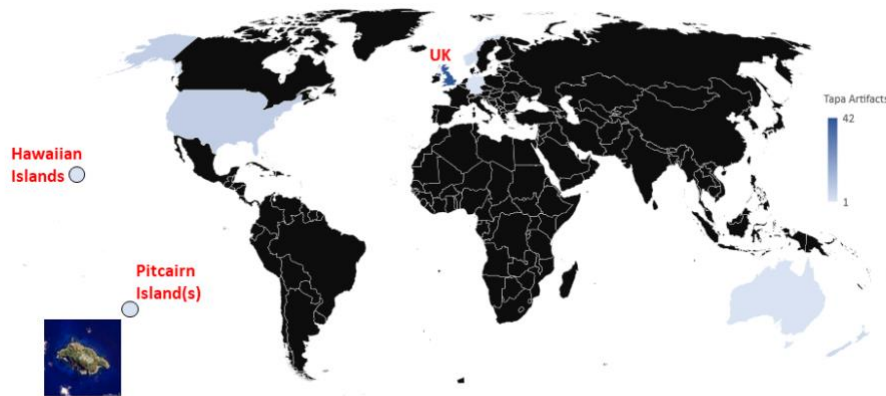 UK
Tapa Artifacts
42
1
Hawaiian
Islands
Pitcairn
Island(s)